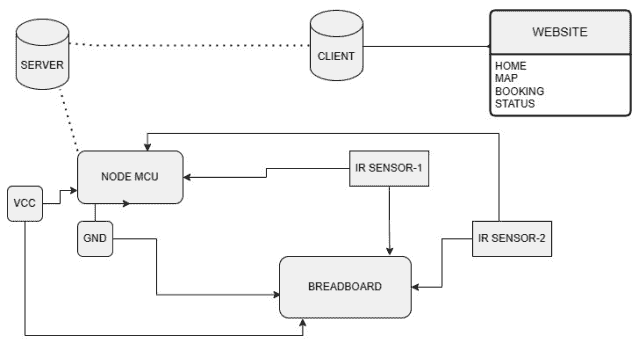 SERVER
CLIENT
WEBSITE
HOME
MAP
BOOKING
STATUS
NODE MCU
IR SENSOR-1
VCC
GND
IR SENSOR-2
BREADBOARD